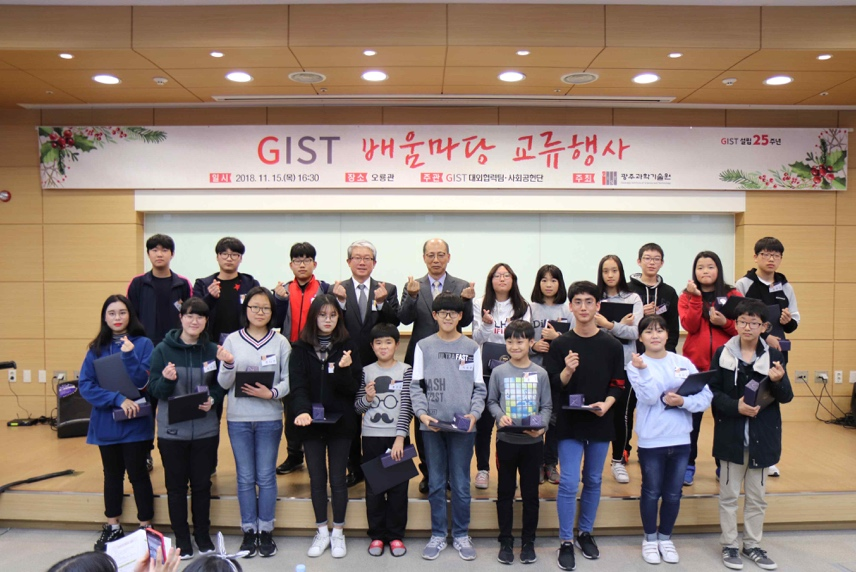 GIST 배움마당 교류행사
GIST 설립 25주년
일시 2018. 11. 15.(목) 16:30 장소 오룡관 주관 GIST 대외협력팀·사회공헌단 주최 광주과학기술원